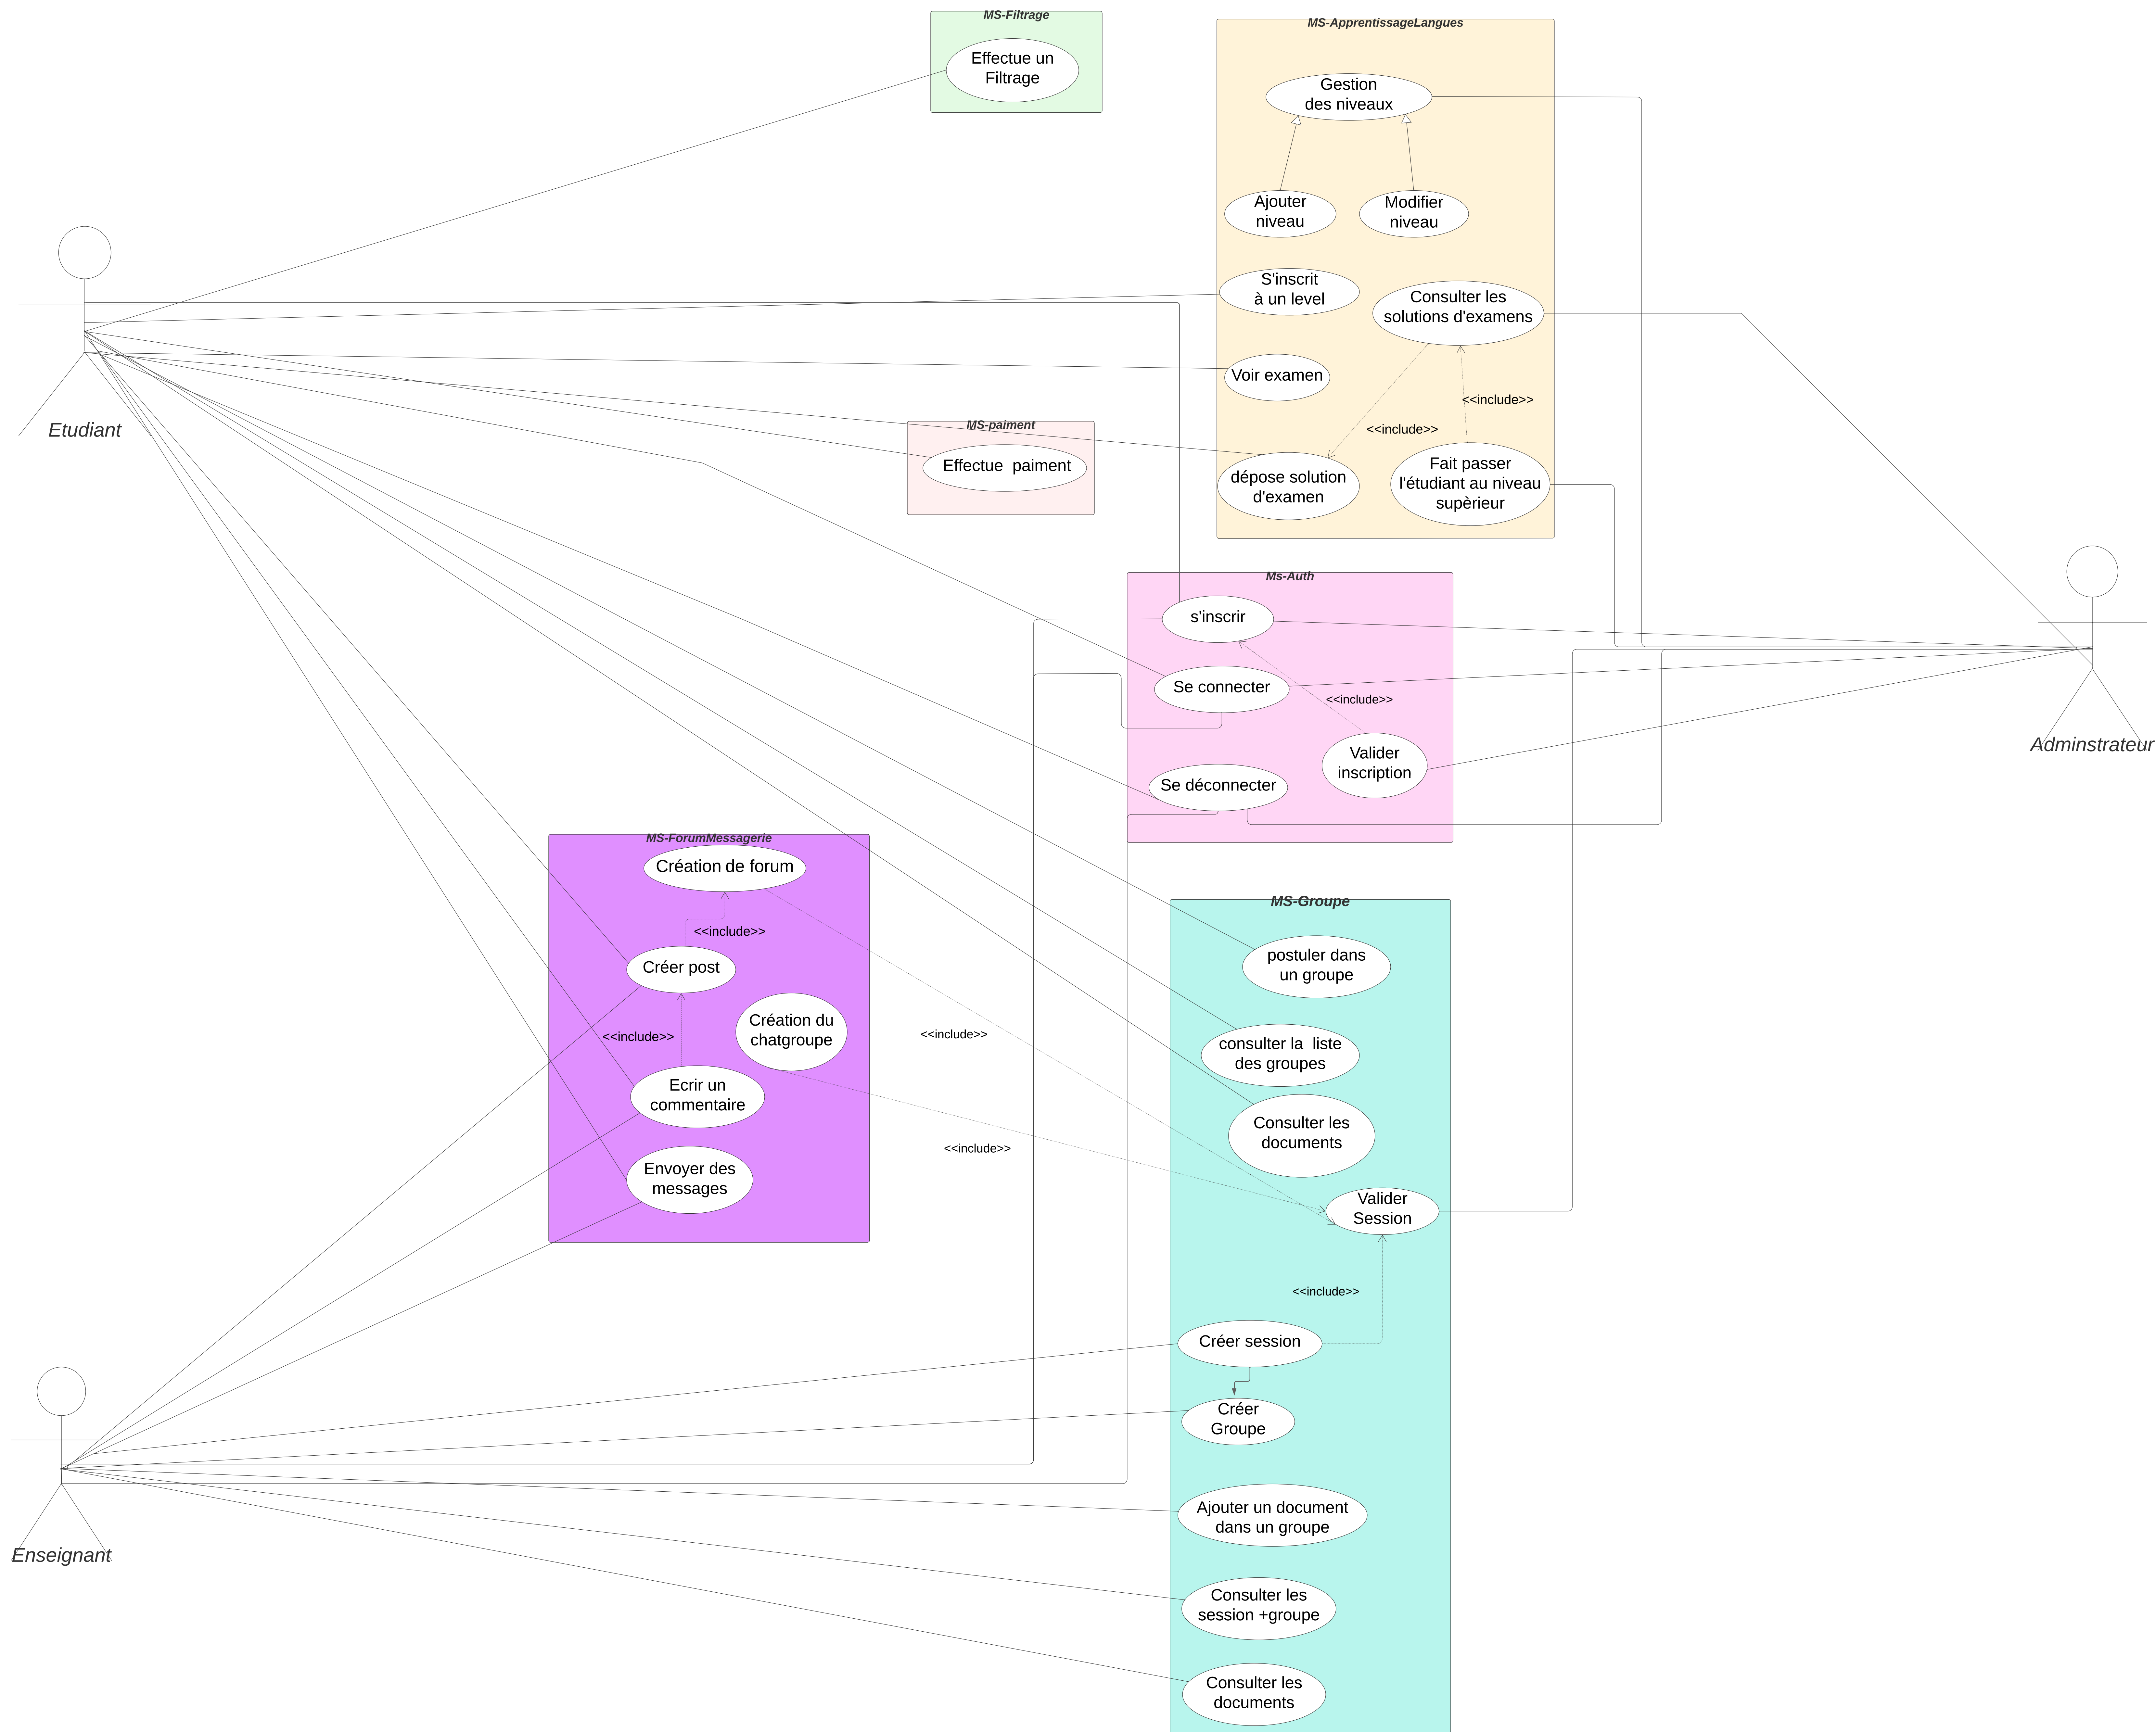 MS-Filtrage
Effectue un
Filtrage
MS-ApprentissageLangues
Gestion
des niveaux
Ajouter
niveau
Modifier
niveau
S'inscrit
à un level
Consulter les
solutions d'examens
Voir examen
<<include>>
<<include>>
dépose solution
d'examen
Fait passer
l'étudiant au niveau
supèrieur
Etudiant
MS-paiment
Effectue  paiment
Ms-Auth
s'inscrir
Se connecter
<<include>>
Valider
inscription
Se déconnecter
Adminstrateur
MS-ForumMessagerie
Création de forum
<<include>>
Créer post
Création du
chatgroupe
<<include>>
Ecrir un
commentaire
Envoyer des
messages
<<include>>
<<include>>
MS-Groupe
postuler dans
un groupe
consulter la  liste
des groupes
Consulter les
documents
Valider
Session
<<include>>
Créer session
Créer
Groupe
Ajouter un document
dans un groupe
Consulter les
session +groupe
Consulter les
documents
Enseignant